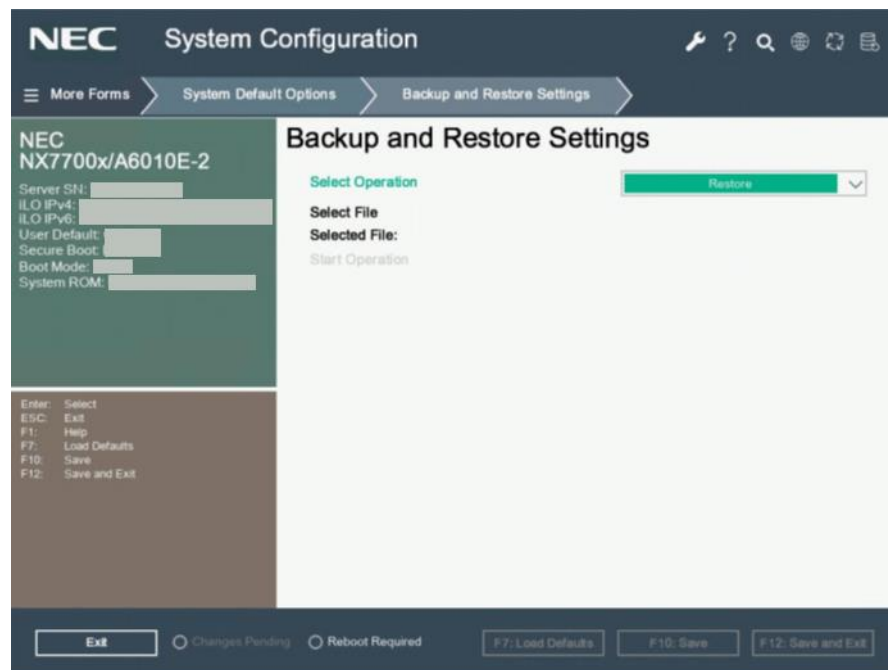 NEC System Configuration
?
More Forms System Default Options Backup and Restore Settings
NEC
NX7700x/A6010E-2
Server SN:
iLO IPv4:
iLO IPv6:
User Default:
Secure Boot:
Boot Mode:
System ROM:
Backup and Restore Settings
Select Operation Restore
Select File
Selected File:
Start Operation
Enter: Select
ESC: Exit
F1: Help
F7: Load Defaults
F10: Save
F12: Save and Exit
Exit Changes Pending Reboot Required F7: Load Defaults F10: Save F12: Save and Exit